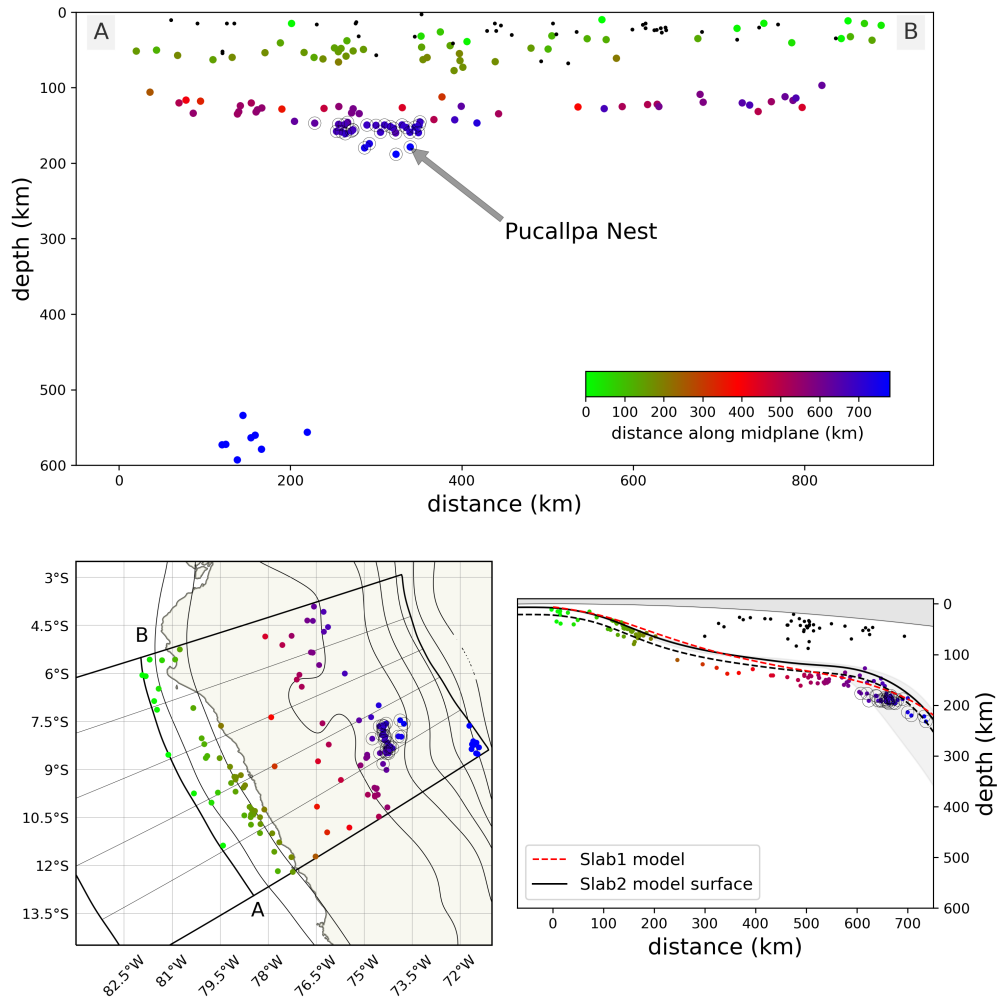 A
B
0
100
200
300
400
500
600
depth (km)
Pucallpa Nest
0 100 200 300 400 500 600 700
distance along midplane (km)
0 200 400 600 800
distance (km)
3°S
4.5°S
6°S
7.5°S
9°S
10.5°S
12°S
13.5°S
B
A
82.5°W 81°W 79.5°W 78°W 76.5°W 75°W 73.5°W 72°W
0
100
200
300
400
500
600
depth (km)
Slab1 model
Slab2 model surface
0 100 200 300 400 500 600 700
distance (km)